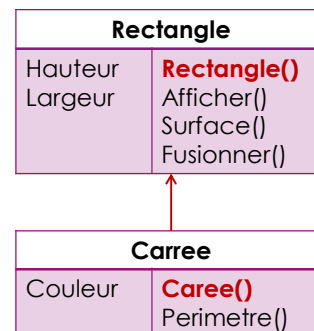 Rectangle
Hauteur
Largeur
Rectangle()
Afficher()
Surface()
Fusionner()
Carree
Couleur
Caree()
Perimetre()